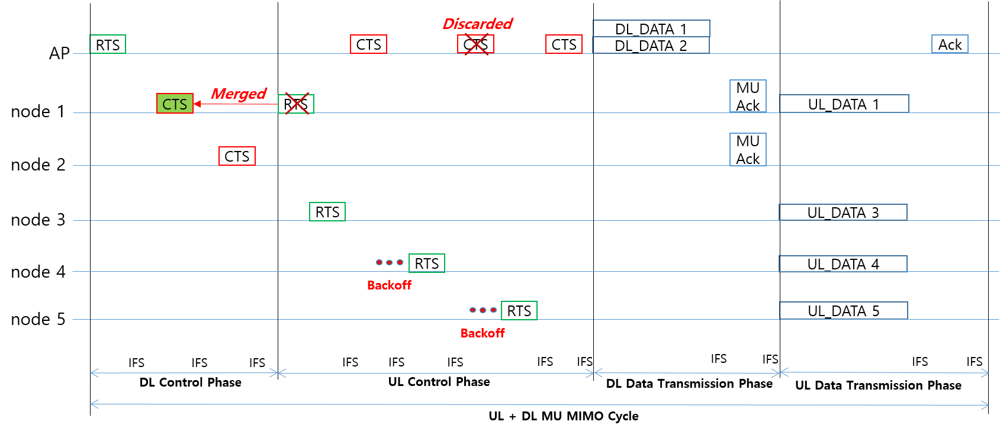 Discarded
DL_DATA 1
AP
RTS
CTS
CTS
CTS
DL_DATA 2
Ack
node 1
CTS
Merged
RTS
MU
Ack
UL_DATA 1
node 2
CTS
MU
Ack
node 3
RTS
UL_DATA 3
node 4
RTS
UL_DATA 4
Backoff
node 5
RTS
UL_DATA 5
Backoff
IFS
IFS
IFS
IFS
IFS
IFS
IFS
IFS
IFS
IFS
IFS
IFS
DL Control Phase
UL Control Phase
DL Data Transmission Phase
UL Data Transmission Phase
UL + DL MU MIMO Cycle